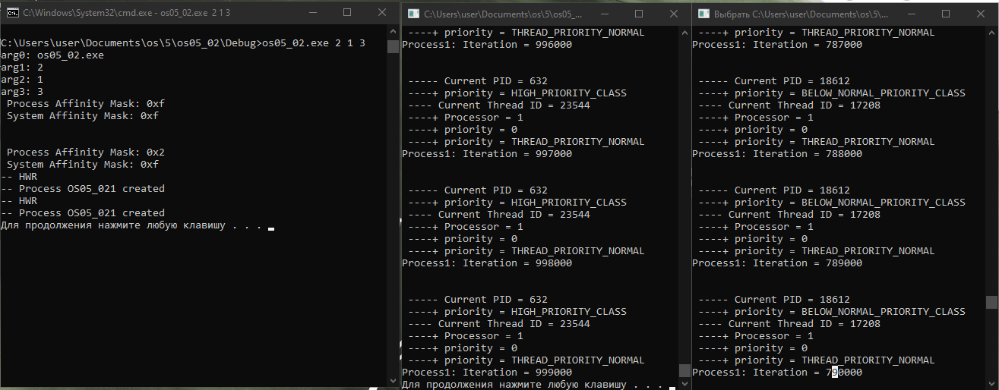 C:\Windows\System32\cmd.exe - os05_02.exe 2 1 3
C:\Users\user\Documents\os\5\os05_02\Debug>os05_02.exe 2 1 3
arg0: os05_02.exe
arg1: 2
arg2: 1
arg3: 3
Process Affinity Mask: 0xf
System Affinity Mask: 0xf
Process Affinity Mask: 0x2
System Affinity Mask: 0xf
-- HWR
-- Process OS05_021 created
-- HWR
-- Process OS05_021 created
Для продолжения нажмите любую клавишу . . .
C:\Users\user\Documents\os\5\os05_...
----+ priority = THREAD_PRIORITY_NORMAL
Process1: Iteration = 996000
----- Current PID = 632
----+ priority = HIGH_PRIORITY_CLASS
---- Current Thread ID = 23544
----+ Processor = 1
----+ priority = 0
----+ priority = THREAD_PRIORITY_NORMAL
Process1: Iteration = 997000
----- Current PID = 632
----+ priority = HIGH_PRIORITY_CLASS
---- Current Thread ID = 23544
----+ Processor = 1
----+ priority = 0
----+ priority = THREAD_PRIORITY_NORMAL
Process1: Iteration = 998000
----- Current PID = 632
----+ priority = HIGH_PRIORITY_CLASS
---- Current Thread ID = 23544
----+ Processor = 1
----+ priority = 0
----+ priority = THREAD_PRIORITY_NORMAL
Process1: Iteration = 999000
Для продолжения нажмите любую клавишу . . .
Выбрать C:\Users\user\Documents\os\5\...
----+ priority = THREAD_PRIORITY_NORMAL
Process1: Iteration = 787000
----- Current PID = 18612
----+ priority = BELOW_NORMAL_PRIORITY_CLASS
---- Current Thread ID = 17208
----+ Processor = 1
----+ priority = 0
----+ priority = THREAD_PRIORITY_NORMAL
Process1: Iteration = 788000
----- Current PID = 18612
----+ priority = BELOW_NORMAL_PRIORITY_CLASS
---- Current Thread ID = 17208
----+ Processor = 1
----+ priority = 0
----+ priority = THREAD_PRIORITY_NORMAL
Process1: Iteration = 789000
----- Current PID = 18612
----+ priority = BELOW_NORMAL_PRIORITY_CLASS
---- Current Thread ID = 17208
----+ Processor = 1
----+ priority = 0
----+ priority = THREAD_PRIORITY_NORMAL
Process1: Iteration = 790000